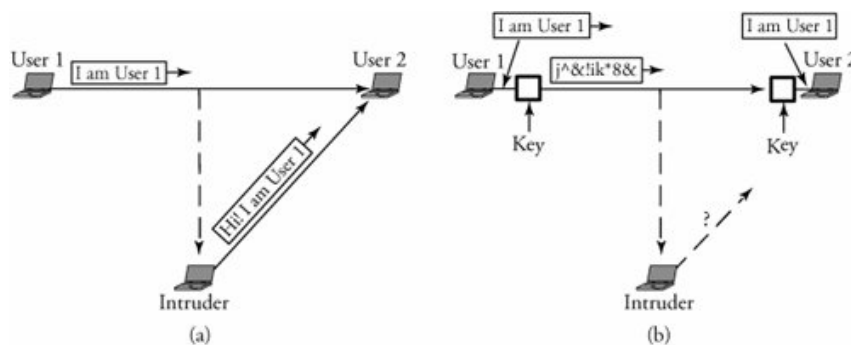 User 1
I am User 1
User 2
Hi! I am User 1
Intruder
(a)
I am User 1
I am User 1
User 1
j^&!ik*8&
User 2
Key
Key
?
Intruder
(b)